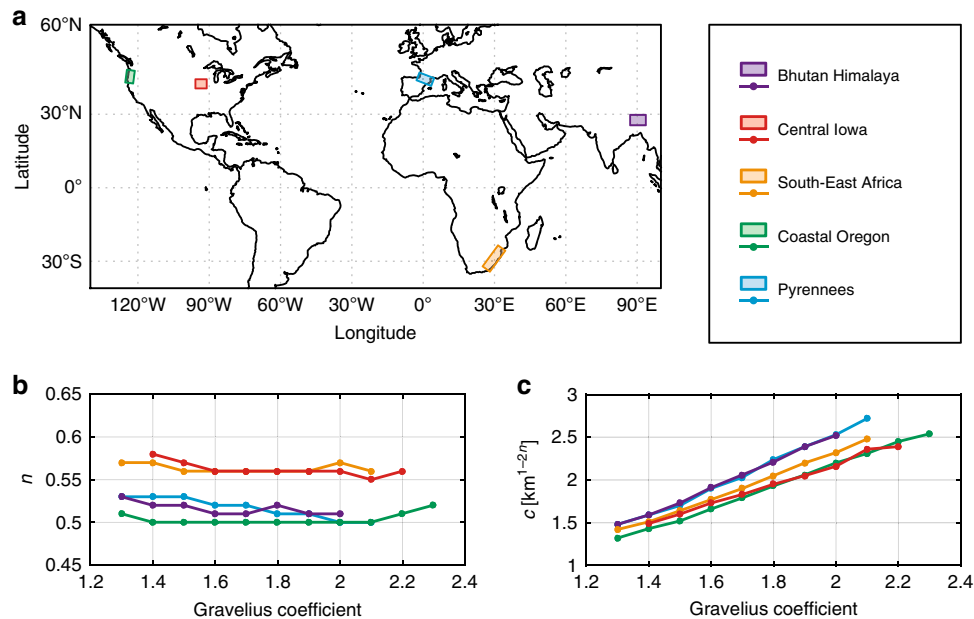 a
60°N
30°N
0°
30°S
Latitude
120°W 90°W 60°W 30°W 0° 30°E 60°E 90°E
Longitude
Bhutan Himalaya
Central Iowa
South-East Africa
Coastal Oregon
Pyrennees
b
0.65
0.6
0.55
0.5
0.45
n
1.2 1.4 1.6 1.8 2 2.2 2.4
Gravelius coefficient
c
3
2.5
2
1.5
1
c [km¹⁻²ⁿ]
1.2 1.4 1.6 1.8 2 2.2 2.4
Gravelius coefficient